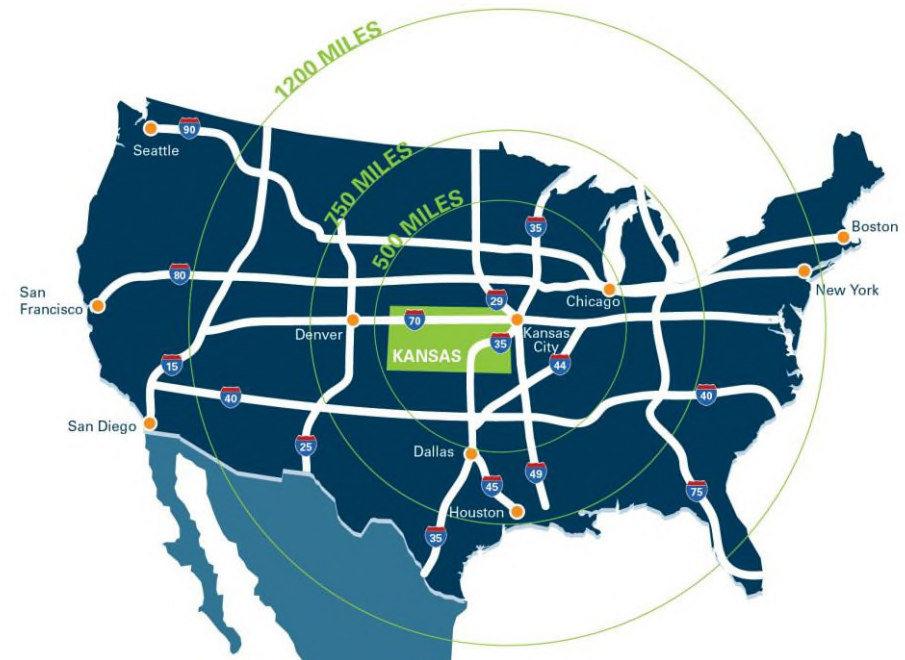 1200 MILES
750 MILES
500 MILES
90
Seattle
35
Boston
80
New York
San
Francisco
29
Chicago
Denver
70
Kansas
City
35
KANSAS
44
15
40
40
San Diego
25
Dallas
49
45
75
Houston
35